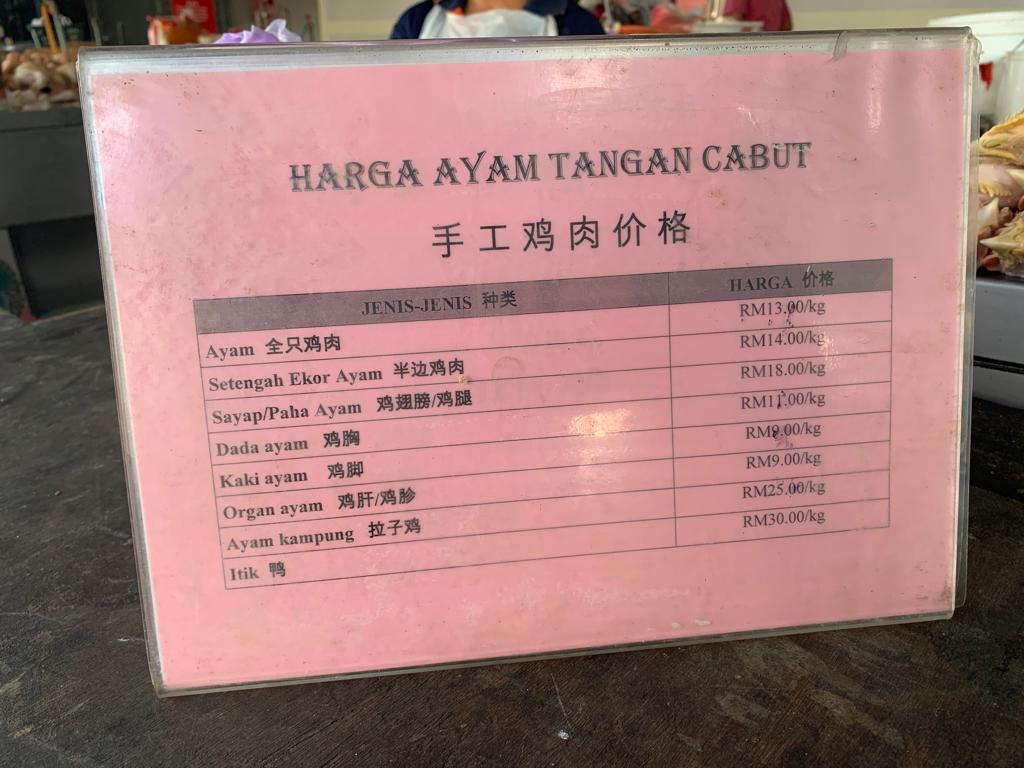 HARGA AYAM TANGAN CABUT
手工鸡肉价格
JENIS-JENIS 种类 HARGA 价格
Ayam 全只鸡肉 RM13.00/kg
Setengah Ekor Ayam 半边鸡肉 RM14.00/kg
Sayap/Paha Ayam 鸡翅膀/鸡腿 RM18.00/kg
Dada ayam 鸡胸 RM11.00/kg
Kaki ayam 鸡脚 RM9.00/kg
Organ ayam 鸡肝/鸡胗 RM9.00/kg
Ayam kampung 拉子鸡 RM25.00/kg
Itik 鸭 RM30.00/kg